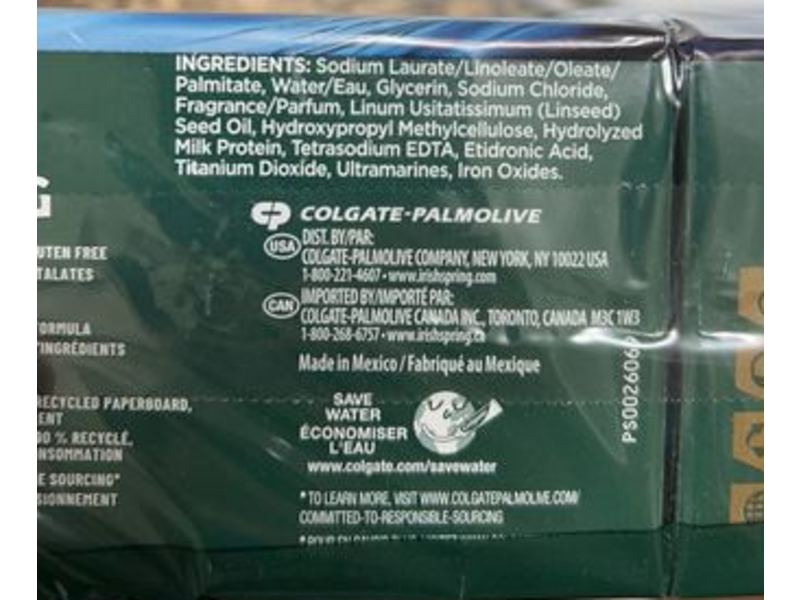 INGREDIENTS: Sodium Laurate/Linoleate/Oleate/
Palmitate, Water/Eau, Glycerin, Sodium Chloride,
Fragrance/Parfum, Linum Usitatissimum (Linseed)
Seed Oil, Hydroxypropyl Methylcellulose, Hydrolyzed
Milk Protein, Tetrasodium EDTA, Etidronic Acid,
Titanium Dioxide, Ultramarines, Iron Oxides.
G
UTEN FREE
TALATES
ORMULA
'INGRÉDIENTS
RECYCLED PAPERBOARD,
ENT
00 % RECYCLÉ,
NSOMMATION
E SOURCING*
SIONNEMENT
CP COLGATE-PALMOLIVE
USA DIST. BY/PAR:
COLGATE-PALMOLIVE COMPANY, NEW YORK, NY 10022 USA
1-800-221-4607 • www.irishspring.com
CAN IMPORTED BY/IMPORTÉ PAR:
COLGATE-PALMOLIVE CANADA INC., TORONTO, CANADA M3C 1W3
1-800-268-6757 • www.irishspring.ca
Made in Mexico / Fabriqué au Mexique
SAVE
WATER
ÉCONOMISER
L'EAU
www.colgate.com/savewater
*TO LEARN MORE, VISIT WWW.COLGATEPALMOLIVE.COM/
COMMITTED-TO-RESPONSIBLE-SOURCING
PS002606